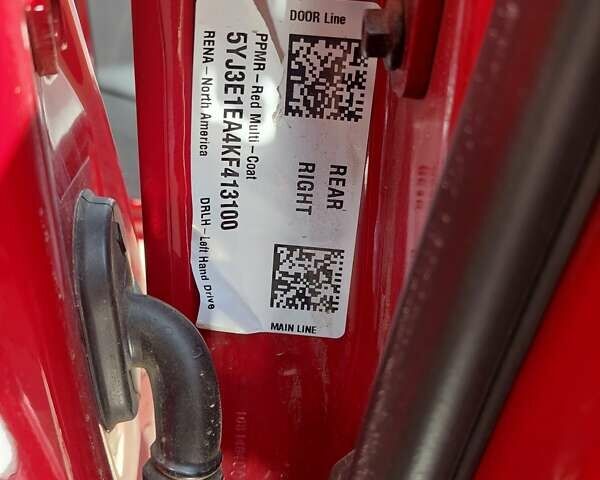 DOOR Line
PPMR-Red Multi-Coat
5YJ3E1EA4KF413100
RENA-North America
DRLH-Left Hand Drive
REAR
RIGHT
MAIN LINE